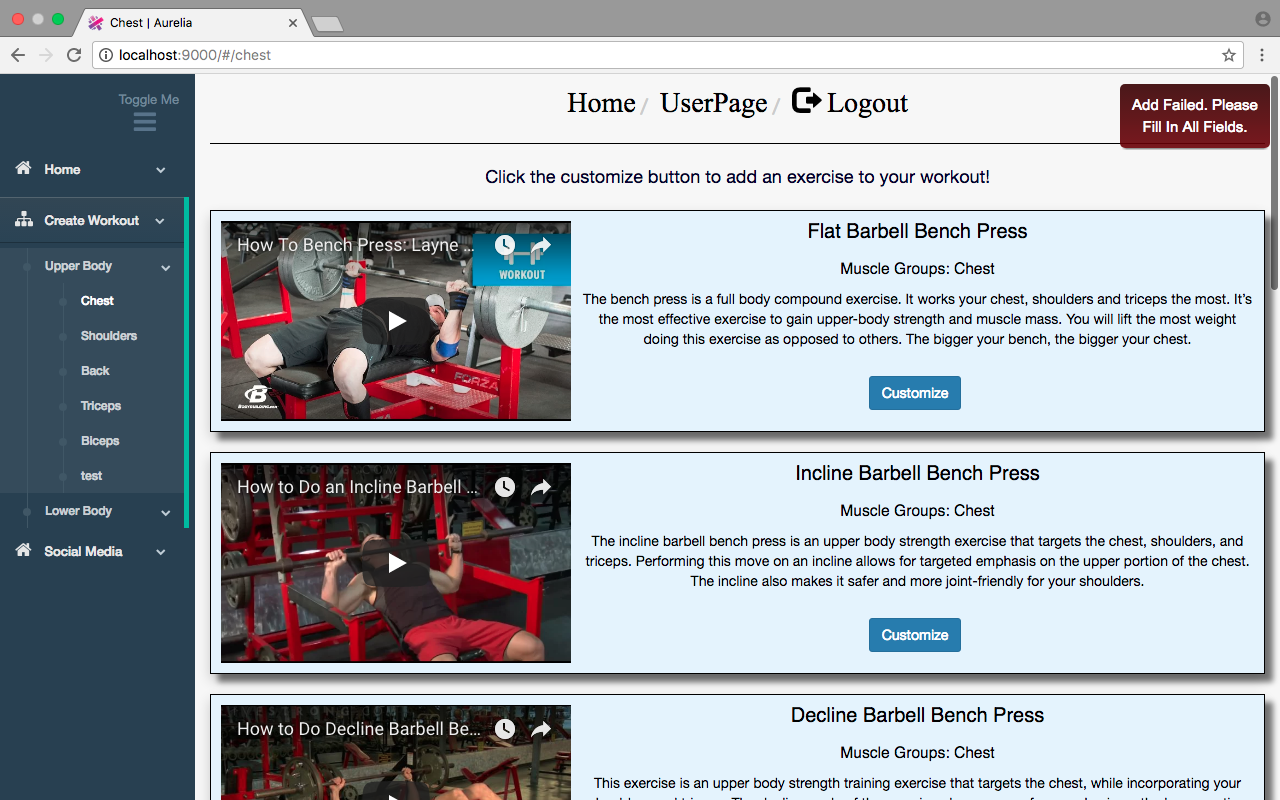 Chest | Aurelia
localhost:9000/#/chest
Toggle Me
Home
Create Workout
Upper Body
Chest
Shoulders
Back
Triceps
Biceps
test
Lower Body
Social Media
Home / UserPage / Logout
Add Failed. Please
Fill In All Fields.
Click the customize button to add an exercise to your workout!
How To Bench Press: Layne ...
WORKOUT
FORZA
BODYBUILDING.com
Flat Barbell Bench Press
Muscle Groups: Chest
The bench press is a full body compound exercise. It works your chest, shoulders and triceps the most. It's
the most effective exercise to gain upper-body strength and muscle mass. You will lift the most weight
doing this exercise as opposed to others. The bigger your bench, the bigger your chest.
Customize
How to Do an Incline Barbell ...
Incline Barbell Bench Press
Muscle Groups: Chest
The incline barbell bench press is an upper body strength exercise that targets the chest, shoulders, and
triceps. Performing this move on an incline allows for targeted emphasis on the upper portion of the chest.
The incline also makes it safer and more joint-friendly for your shoulders.
Customize
How to Do Decline Barbell Be...
Decline Barbell Bench Press
Muscle Groups: Chest
This exercise is an upper body strength training exercise that targets the chest, while incorporating your